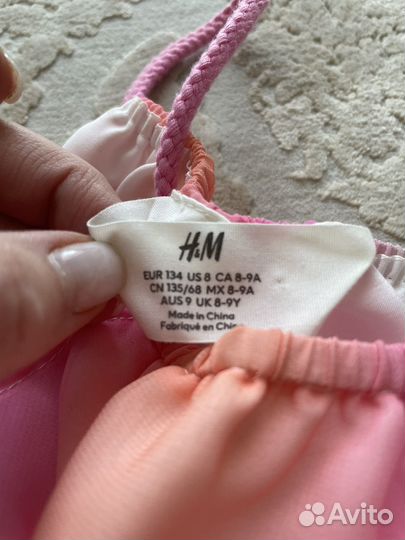 H&M
EUR 134 US 8 CA 8-9A
CN 135/68 MX 8-9A
AUS 9 UK 8-9Y
Made in China
Fabriqué en
Avito